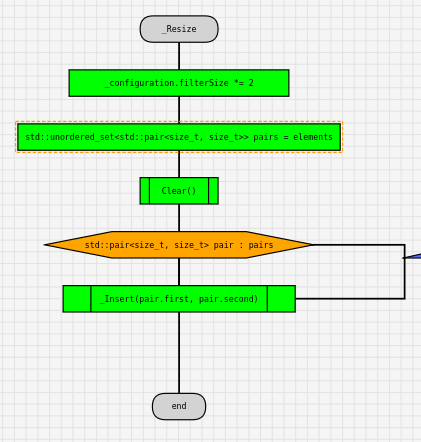 _Resize
_configuration.filterSize *= 2
std::unordered_set<std::pair<size_t, size_t>> pairs = elements
Clear()
std::pair<size_t, size_t> pair : pairs
_Insert(pair.first, pair.second)
end